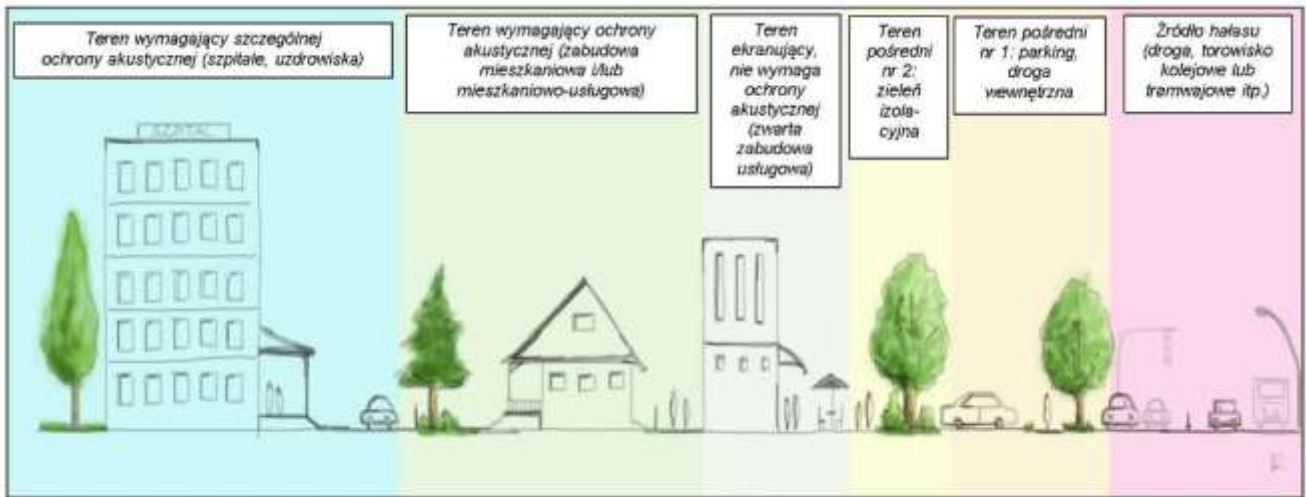 Teren wymagający szczególnej
ochrony akustycznej (szpitale, uzdrowiska)
Teren wymagający ochrony
akustycznej (zabudowa
mieszkaniowa i/lub
mieszkaniowo-usługowa)
Teren
ekranujący,
nie wymaga
ochrony
akustycznej
(zwarta
zabudowa
usługowa)
Teren
pośredni
nr 2:
zieleń
izola-
cyjna
Teren pośredni
nr 1: parking,
droga
wewnętrzna
Źródło hałasu
(droga, torowisko
kolejowe lub
tramwajowe itp.)
SZPITAL